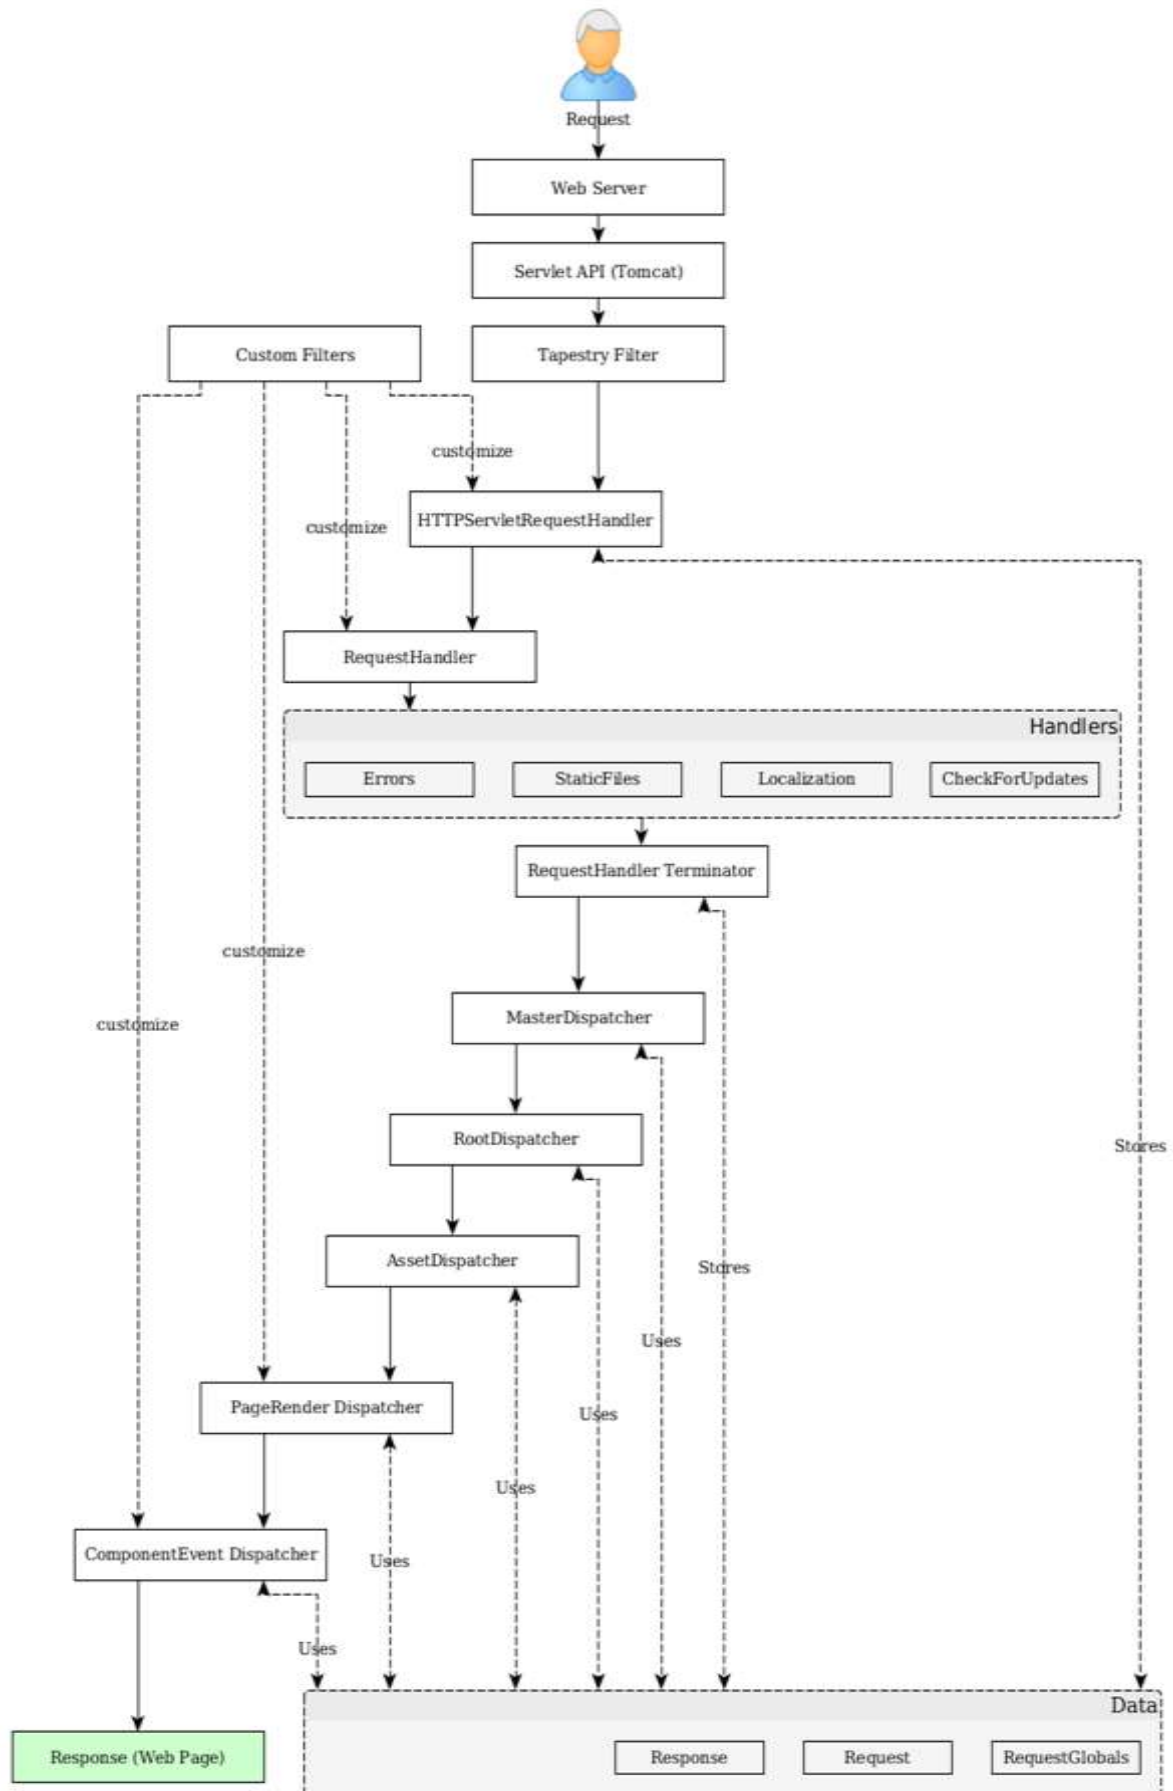 Request
Web Server
Servlet API (Tomcat)
Custom Filters
Tapestry Filter
customize
HTTPServletRequestHandler
customize
RequestHandler
Handlers
Errors
StaticFiles
Localization
CheckForUpdates
RequestHandler Terminator
customize
MasterDispatcher
customize
RootDispatcher
Stores
AssetDispatcher
Stores
Uses
PageRender Dispatcher
Uses
Uses
ComponentEvent Dispatcher
Uses
Uses
Data
Response (Web Page)
Response
Request
RequestGlobals